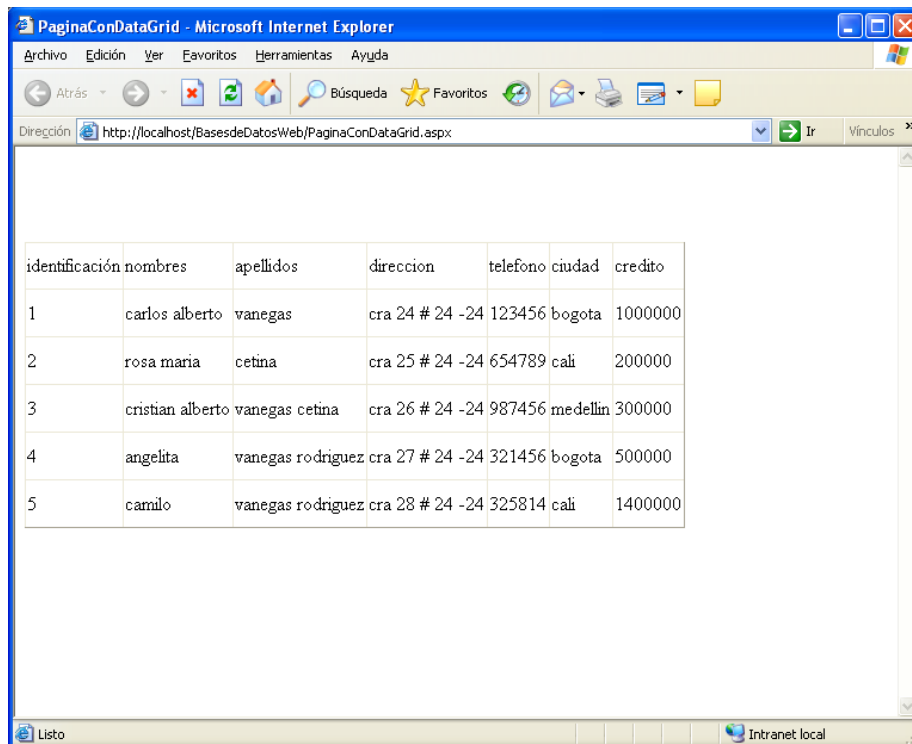 PaginaConDataGrid - Microsoft Internet Explorer
Archivo Edición Ver Favoritos Herramientas Ayuda
Atrás Búsqueda Favoritos
Dirección http://localhost/BasesdeDatosWeb/PaginaConDataGrid.aspx Ir Vínculos »
identificación nombres apellidos direccion telefono ciudad credito
1 carlos alberto vanegas cra 24 # 24 -24 123456 bogota 1000000
2 rosa maria cetina cra 25 # 24 -24 654789 cali 200000
3 cristian alberto vanegas cetina cra 26 # 24 -24 987456 medellin 300000
4 angelita vanegas rodriguez cra 27 # 24 -24 321456 bogota 500000
5 camilo vanegas rodriguez cra 28 # 24 -24 325814 cali 1400000
Listo Intranet local